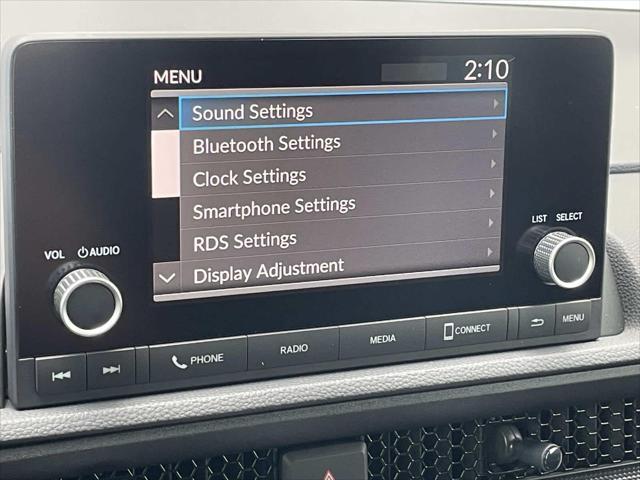 MENU 2:10
Sound Settings
Bluetooth Settings
Clock Settings
Smartphone Settings
RDS Settings
Display Adjustment
VOL AUDIO
LIST SELECT
PHONE RADIO MEDIA CONNECT MENU